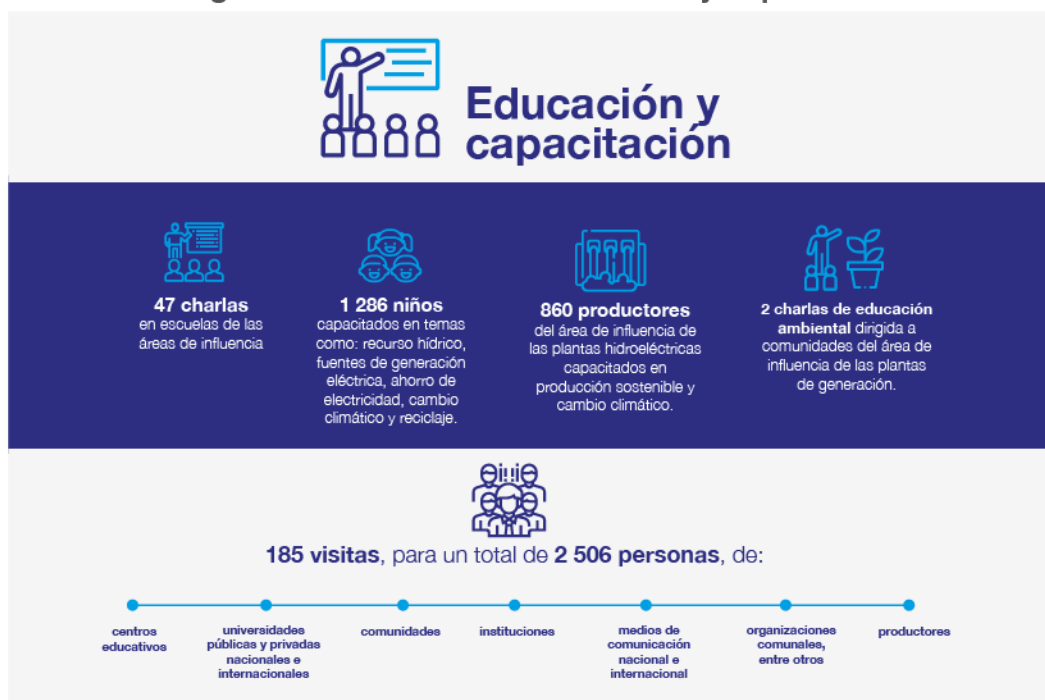 Educación y
capacitación
47 charlas
en escuelas de las
áreas de influencia
1 286 niños
capacitados en temas
como: recurso hídrico,
fuentes de generación
eléctrica, ahorro de
electricidad, cambio
climático y reciclaje.
860 productores
del área de influencia de
las plantas hidroeléctricas
capacitados en
producción sostenible y
cambio climático.
2 charlas de educación
ambiental dirigida a
comunidades del área de
influencia de las plantas
de generación.
185 visitas, para un total de 2 506 personas, de:
centros
educativos
universidades
públicas y privadas
nacionales e
internacionales
comunidades
instituciones
medios de
comunicación
nacional e
internacional
organizaciones
comunales,
entre otros
productores